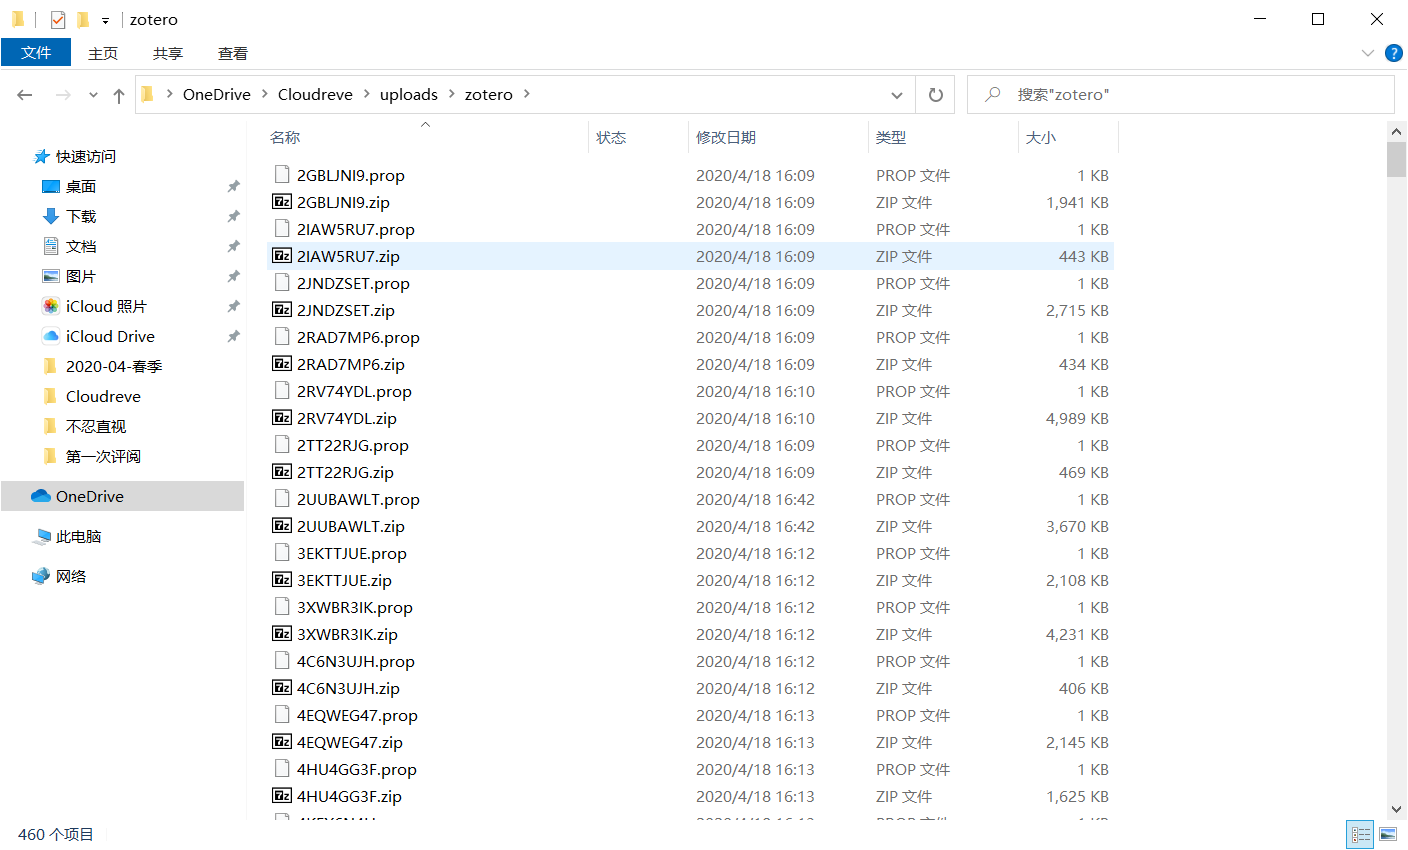 zotero
文件 主页 共享 查看
OneDrive Cloudreve uploads zotero 搜索"zotero"
名称 状态 修改日期 类型 大小
快速访问
桌面
下载
文档
图片
iCloud 照片
iCloud Drive
2020-04-春季
Cloudreve
不忍直视
第一次评阅
OneDrive
此电脑
网络
2GBLJNI9.prop 2020/4/18 16:09 PROP 文件 1 KB
2GBLJNI9.zip 2020/4/18 16:09 ZIP 文件 1,941 KB
2IAW5RU7.prop 2020/4/18 16:09 PROP 文件 1 KB
2IAW5RU7.zip 2020/4/18 16:09 ZIP 文件 443 KB
2JNDZSET.prop 2020/4/18 16:09 PROP 文件 1 KB
2JNDZSET.zip 2020/4/18 16:09 ZIP 文件 2,715 KB
2RAD7MP6.prop 2020/4/18 16:09 PROP 文件 1 KB
2RAD7MP6.zip 2020/4/18 16:09 ZIP 文件 434 KB
2RV74YDL.prop 2020/4/18 16:10 PROP 文件 1 KB
2RV74YDL.zip 2020/4/18 16:10 ZIP 文件 4,989 KB
2TT22RJG.prop 2020/4/18 16:09 PROP 文件 1 KB
2TT22RJG.zip 2020/4/18 16:09 ZIP 文件 469 KB
2UUBAWLT.prop 2020/4/18 16:42 PROP 文件 1 KB
2UUBAWLT.zip 2020/4/18 16:42 ZIP 文件 3,670 KB
3EKTTJUE.prop 2020/4/18 16:12 PROP 文件 1 KB
3EKTTJUE.zip 2020/4/18 16:12 ZIP 文件 2,108 KB
3XWBR3IK.prop 2020/4/18 16:12 PROP 文件 1 KB
3XWBR3IK.zip 2020/4/18 16:12 ZIP 文件 4,231 KB
4C6N3UJH.prop 2020/4/18 16:12 PROP 文件 1 KB
4C6N3UJH.zip 2020/4/18 16:12 ZIP 文件 406 KB
4EQWEG47.prop 2020/4/18 16:13 PROP 文件 1 KB
4EQWEG47.zip 2020/4/18 16:13 ZIP 文件 2,145 KB
4HU4GG3F.prop 2020/4/18 16:13 PROP 文件 1 KB
4HU4GG3F.zip 2020/4/18 16:13 ZIP 文件 1,625 KB
460 个项目